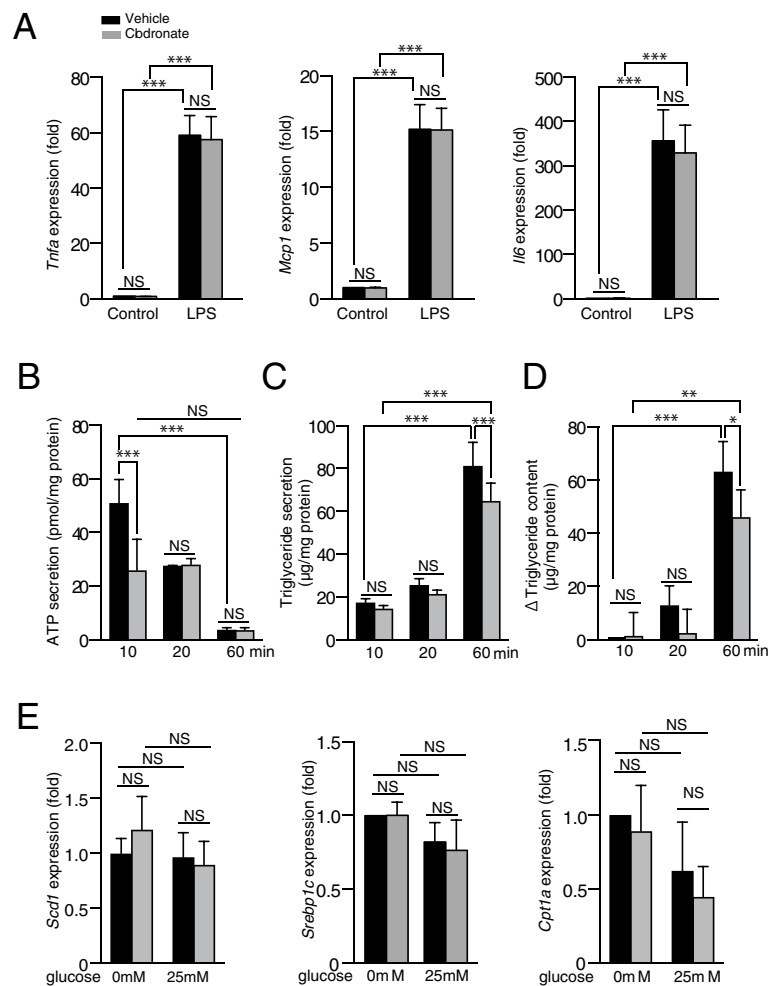 A
Vehicle
Cbdronate
Tnfa expression (fold)
80
60
40
20
0
***
***
NS
NS
Control
LPS
Mcp1 expression (fold)
20
15
10
5
0
***
***
NS
NS
Control
LPS
Il6 expression (fold)
500
400
300
200
100
0
***
***
NS
NS
Control
LPS
B
ATP secretion (pmol/mg protein)
80
60
40
20
0
NS
***
***
NS
NS
10
20
60 min
C
Triglyceride secretion
(µg/mg protein)
100
80
60
40
20
0
***
***
***
NS
NS
10
20
60 min
D
Δ Triglyceride content
(µg/mg protein)
80
60
40
20
0
**
***
*
NS
NS
10
20
60 min
E
Scd1 expression (fold)
2.0
1.5
1.0
0.5
0
NS
NS
NS
NS
glucose 0mM 25mM
Srebp1c expression (fold)
1.5
1.0
0.5
0
NS
NS
NS
NS
glucose 0m M 25mM
Cpt1a expression (fold)
1.5
1.0
0.5
0
NS
NS
NS
NS
glucose 0m M 25m M